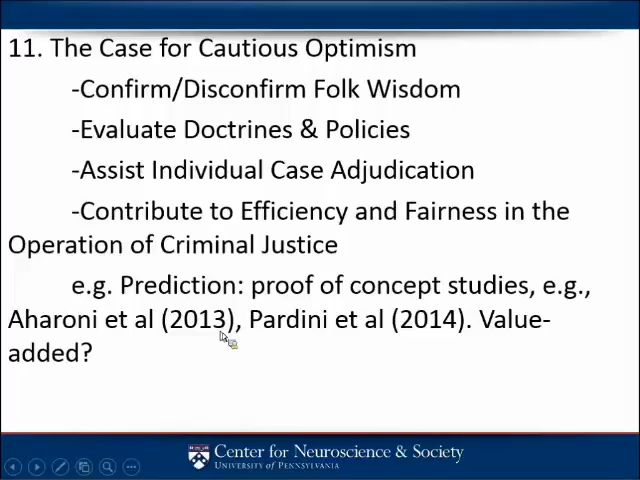 11. The Case for Cautious Optimism
-Confirm/Disconfirm Folk Wisdom
-Evaluate Doctrines & Policies
-Assist Individual Case Adjudication
-Contribute to Efficiency and Fairness in the
Operation of Criminal Justice
e.g. Prediction: proof of concept studies, e.g.,
Aharoni et al (2013), Pardini et al (2014). Value-
added?
Center for Neuroscience & Society
UNIVERSITY OF PENNSYLVANIA